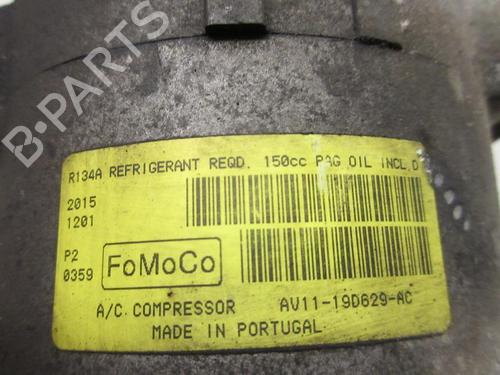 R134A REFRIGERANT REQD. 150cc PAG OIL INCL.D
2015
1201
P2
0359
FoMoCo
A/C COMPRESSOR AV11-19D629-AC
MADE IN PORTUGAL